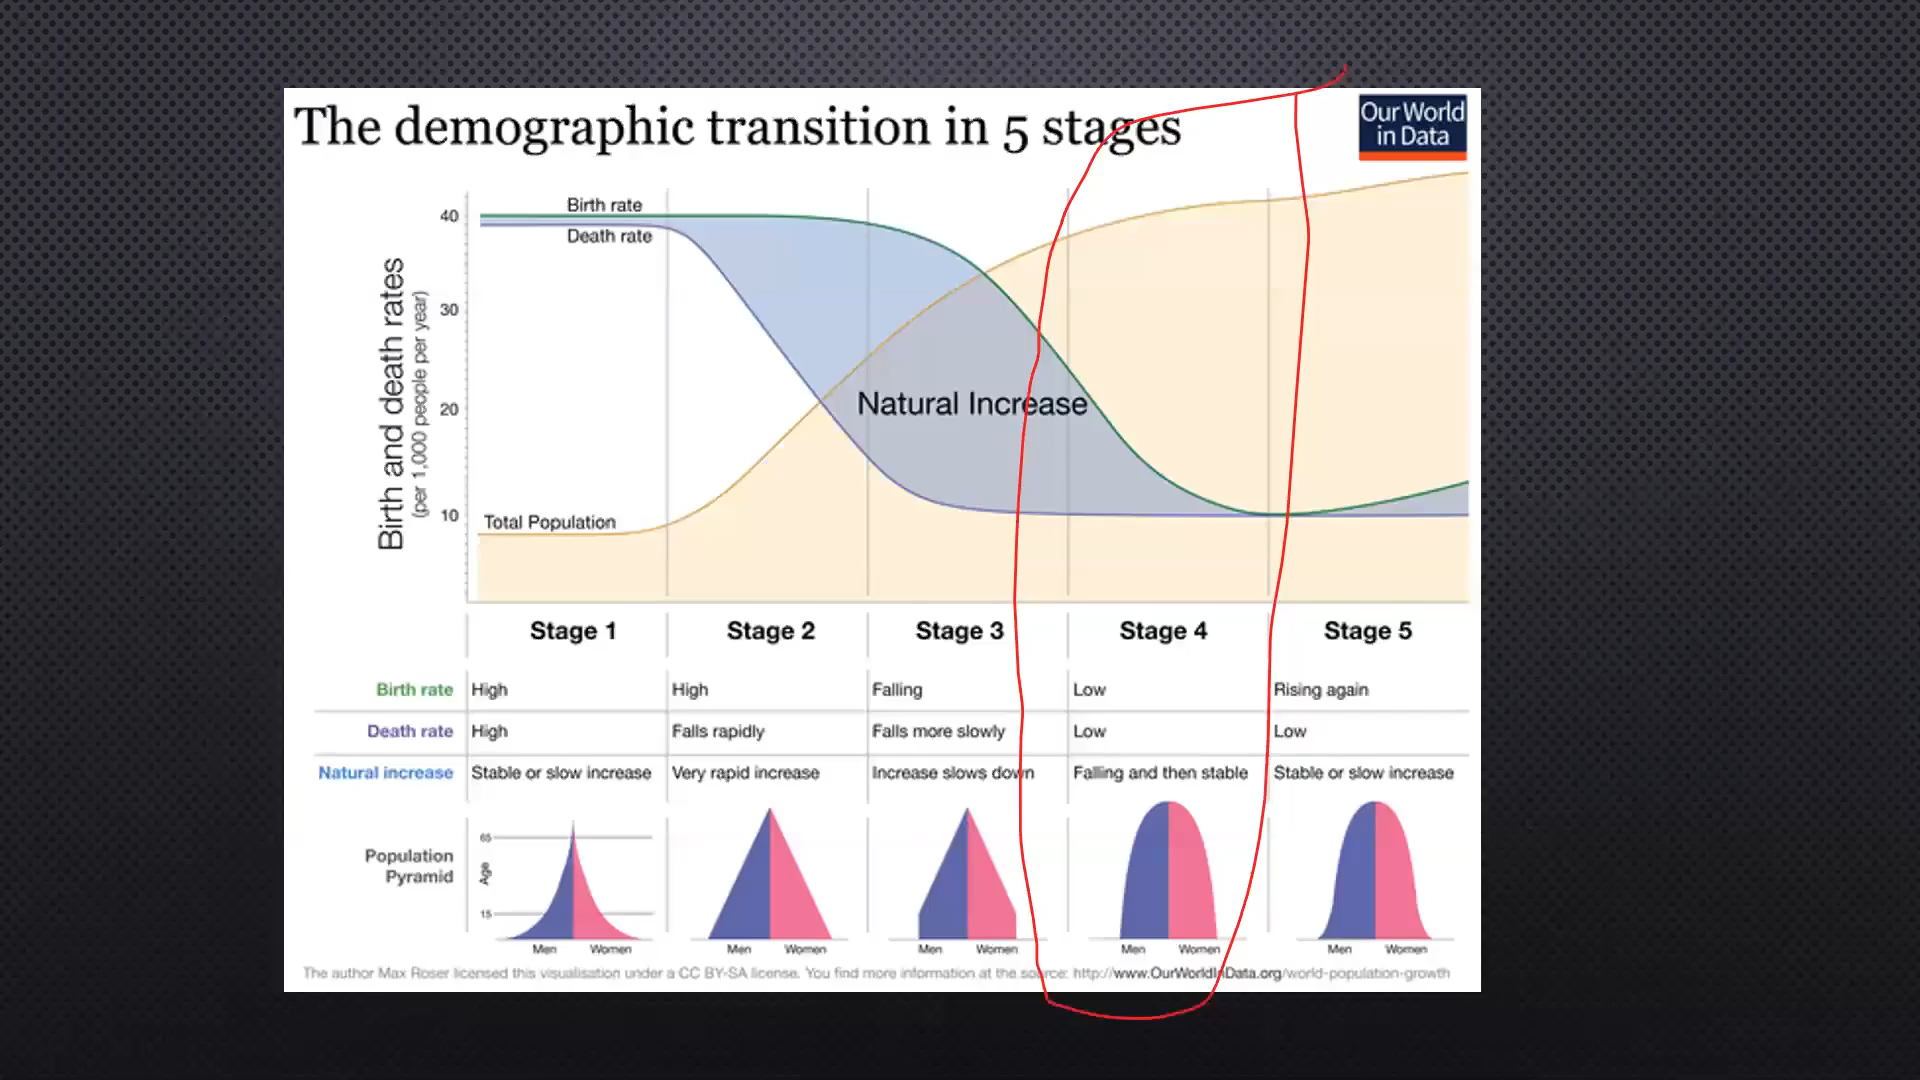 The demographic transition in 5 stages
Our World
in Data
Birth and death rates
(per 1,000 people per year)
40
30
20
10
Birth rate
Death rate
Natural Increase
Total Population
Stage 1 Stage 2 Stage 3 Stage 4 Stage 5
Birth rate High High Falling Low Rising again
Death rate High Falls rapidly Falls more slowly Low Low
Natural increase Stable or slow increase Very rapid increase Increase slows down Falling and then stable Stable or slow increase
Population
Pyramid
65
Age
15
Men Women Men Women Men Women Men Women Men Women
The author Max Roser licensed this visualisation under a CC BY-SA license. You find more information at the source: http://www.OurWorldInData.org/world-population-growth